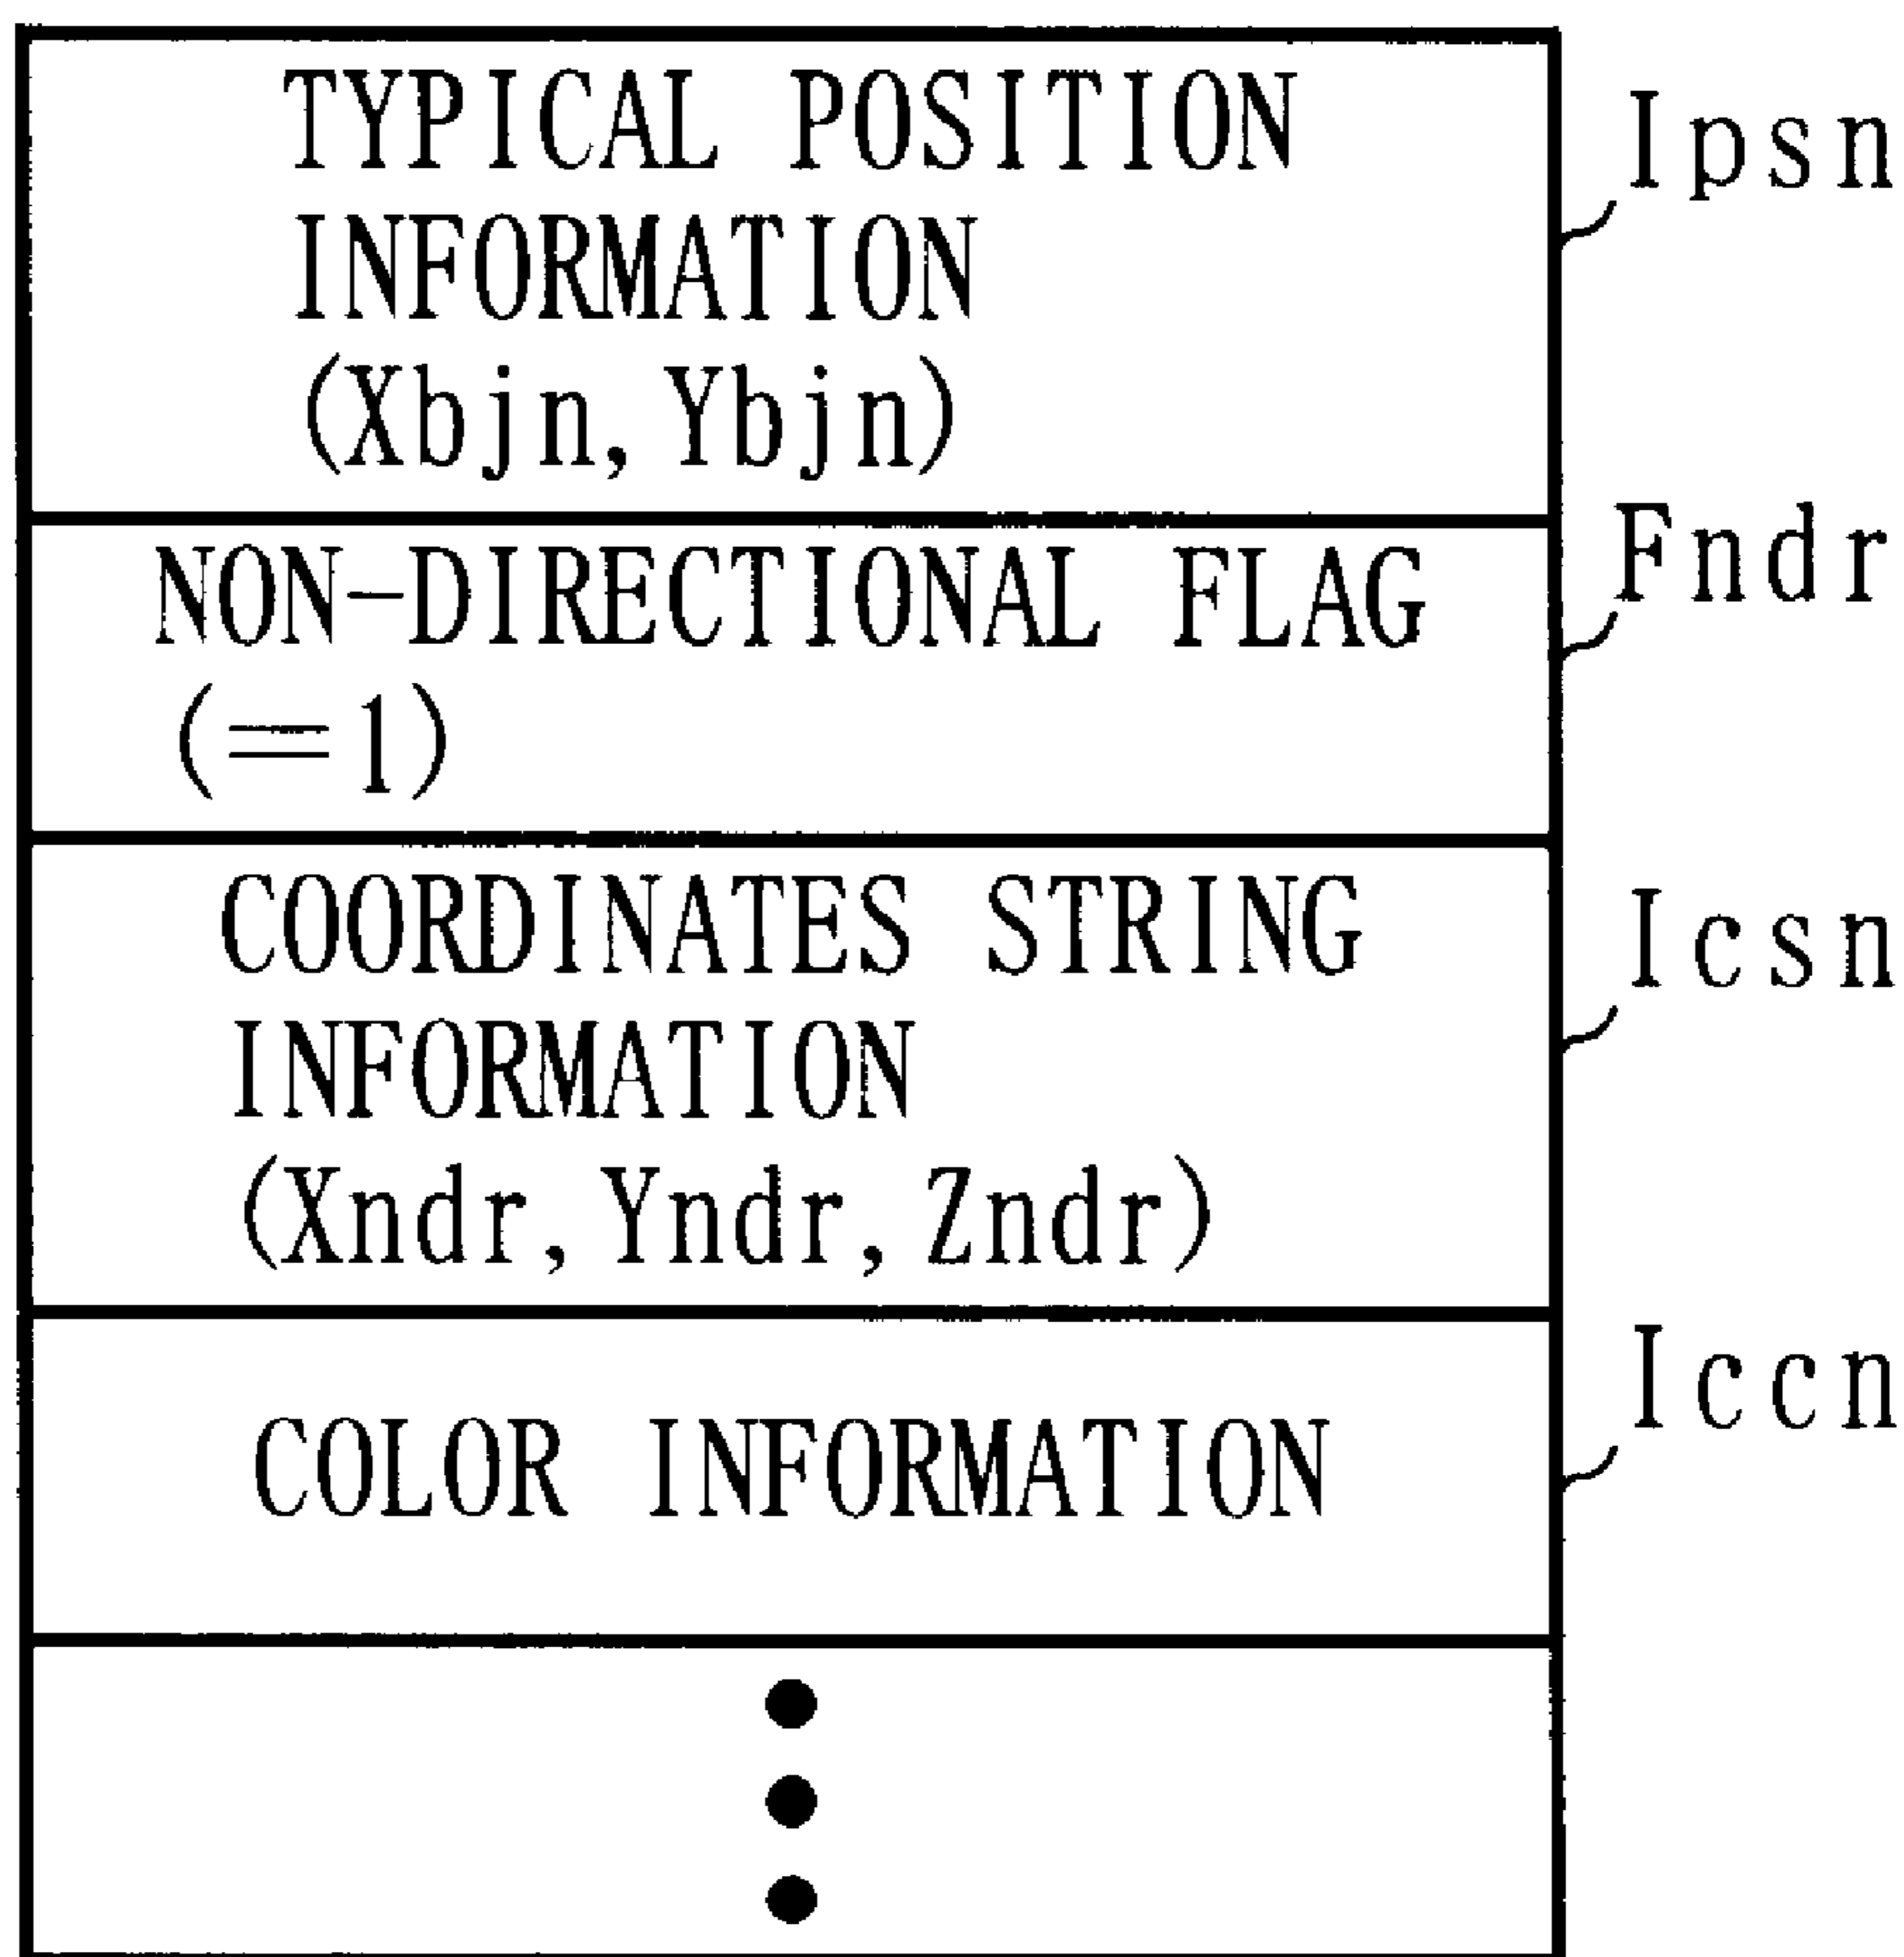 TYPICAL POSITION
INFORMATION
(Xbjn, Ybjn)
Ipsn
NON-DIRECTIONAL FLAG
(=1)
Fndr
COORDINATES STRING
INFORMATION
(Xndr, Yndr, Zndr)
Icsn
COLOR INFORMATION
Iccn